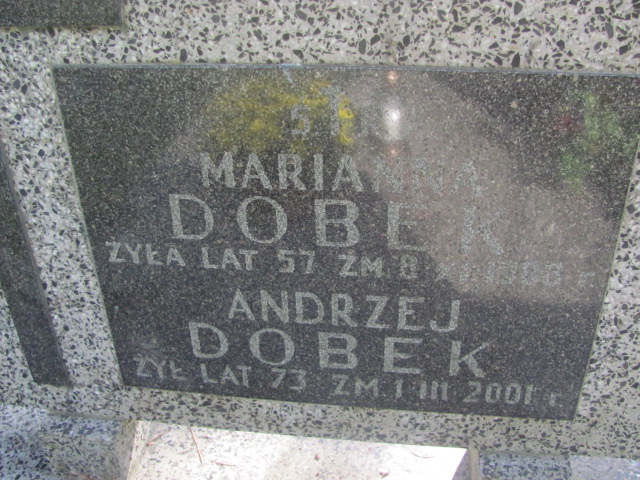 MARIANNA
DOBEK
ŻYŁA LAT 57 ZM 8
ANDRZEJ
DOBEK
ŻYŁ LAT 73 ZM 1 III 2001 r.